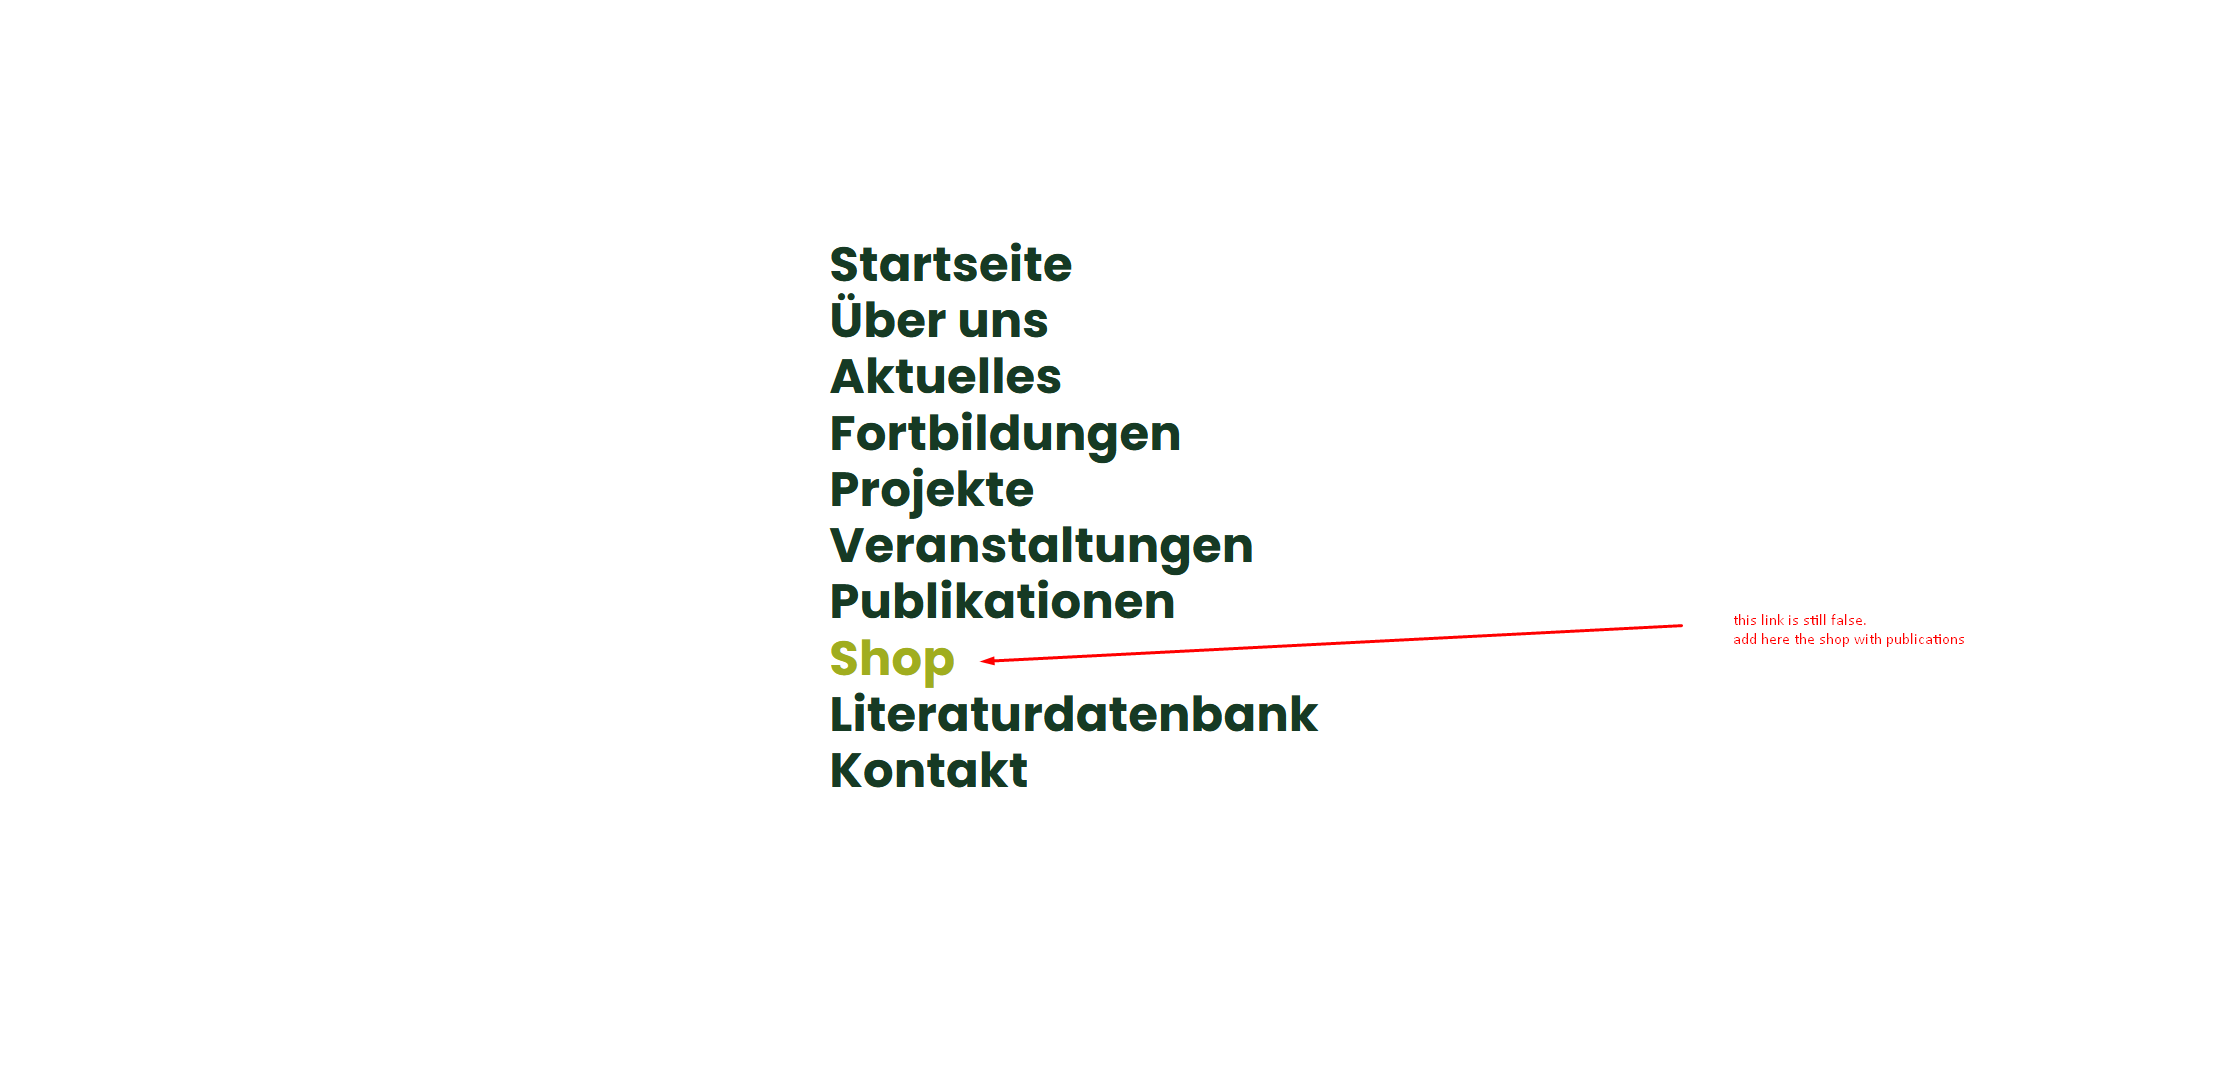 Startseite
Über uns
Aktuelles
Fortbildungen
Projekte
Veranstaltungen
Publikationen
Shop
Literaturdatenbank
Kontakt
this link is still false.
add here the shop with publications